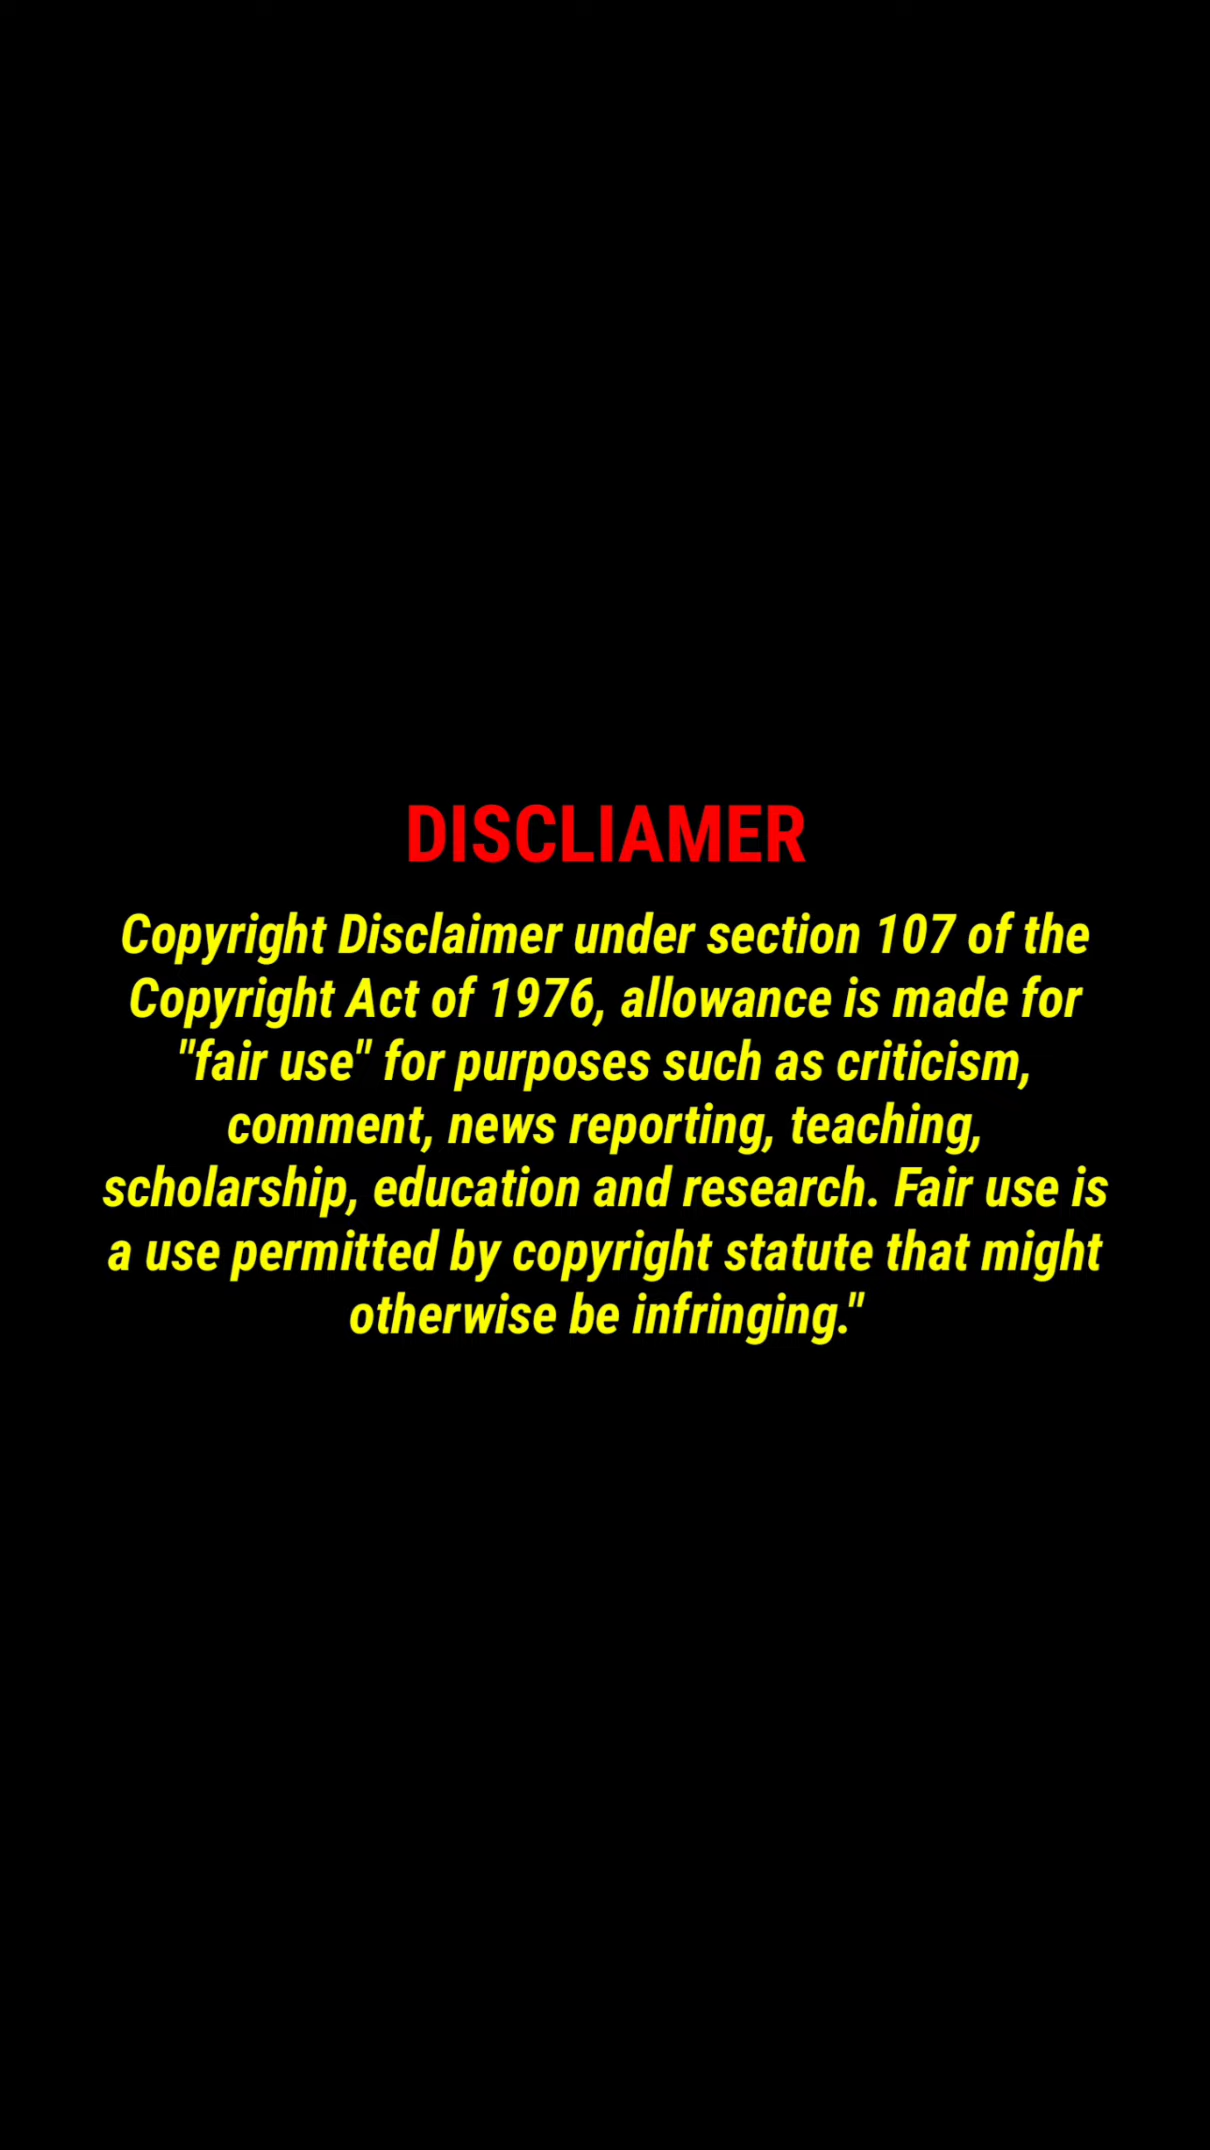 DISCLIAMER
Copyright Disclaimer under section 107 of the
Copyright Act of 1976, allowance is made for
"fair use" for purposes such as criticism,
comment, news reporting, teaching,
scholarship, education and research. Fair use is
a use permitted by copyright statute that might
otherwise be infringing."